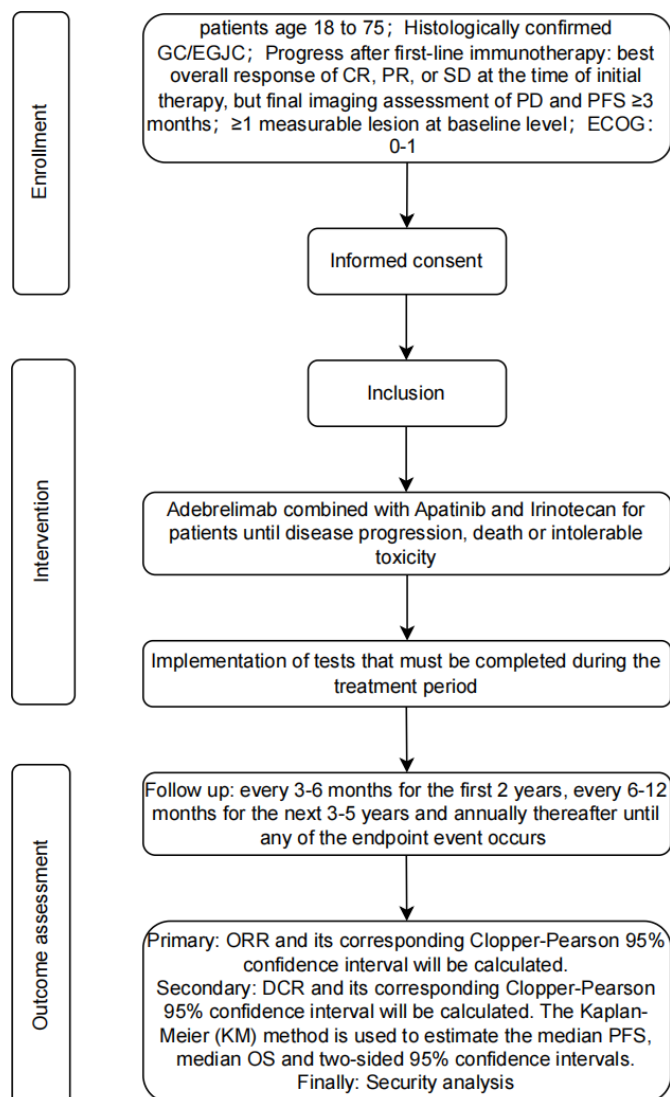 Enrollment
patients age 18 to 75; Histologically confirmed
GC/EGJC; Progress after first-line immunotherapy: best
overall response of CR, PR, or SD at the time of initial
therapy, but final imaging assessment of PD and PFS ≥3
months; ≥1 measurable lesion at baseline level; ECOG:
0-1
Informed consent
Intervention
Inclusion
Adebrelimab combined with Apatinib and Irinotecan for
patients until disease progression, death or intolerable
toxicity
Implementation of tests that must be completed during the
treatment period
Outcome assessment
Follow up: every 3-6 months for the first 2 years, every 6-12
months for the next 3-5 years and annually thereafter until
any of the endpoint event occurs
Primary: ORR and its corresponding Clopper-Pearson 95%
confidence interval will be calculated.
Secondary: DCR and its corresponding Clopper-Pearson
95% confidence interval will be calculated. The Kaplan-
Meier (KM) method is used to estimate the median PFS,
median OS and two-sided 95% confidence intervals.
Finally: Security analysis